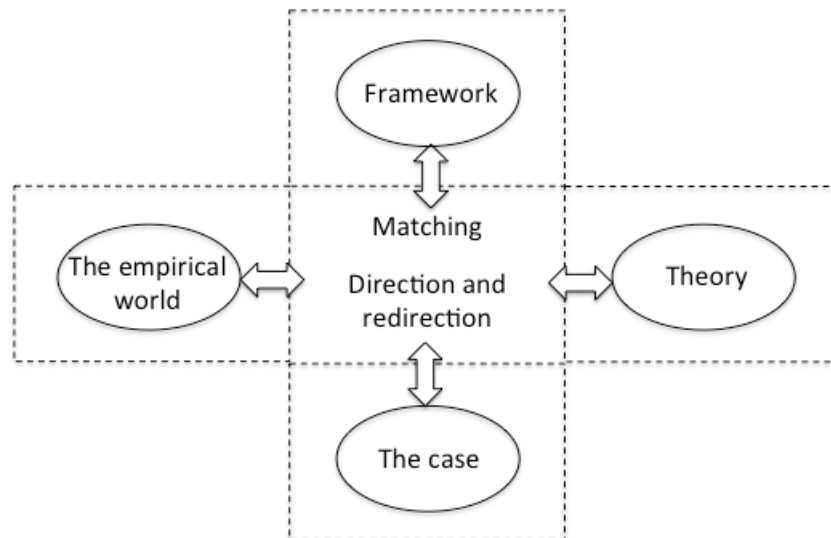 Framework
Matching
The empirical
world
Direction and
redirection
Theory
The case